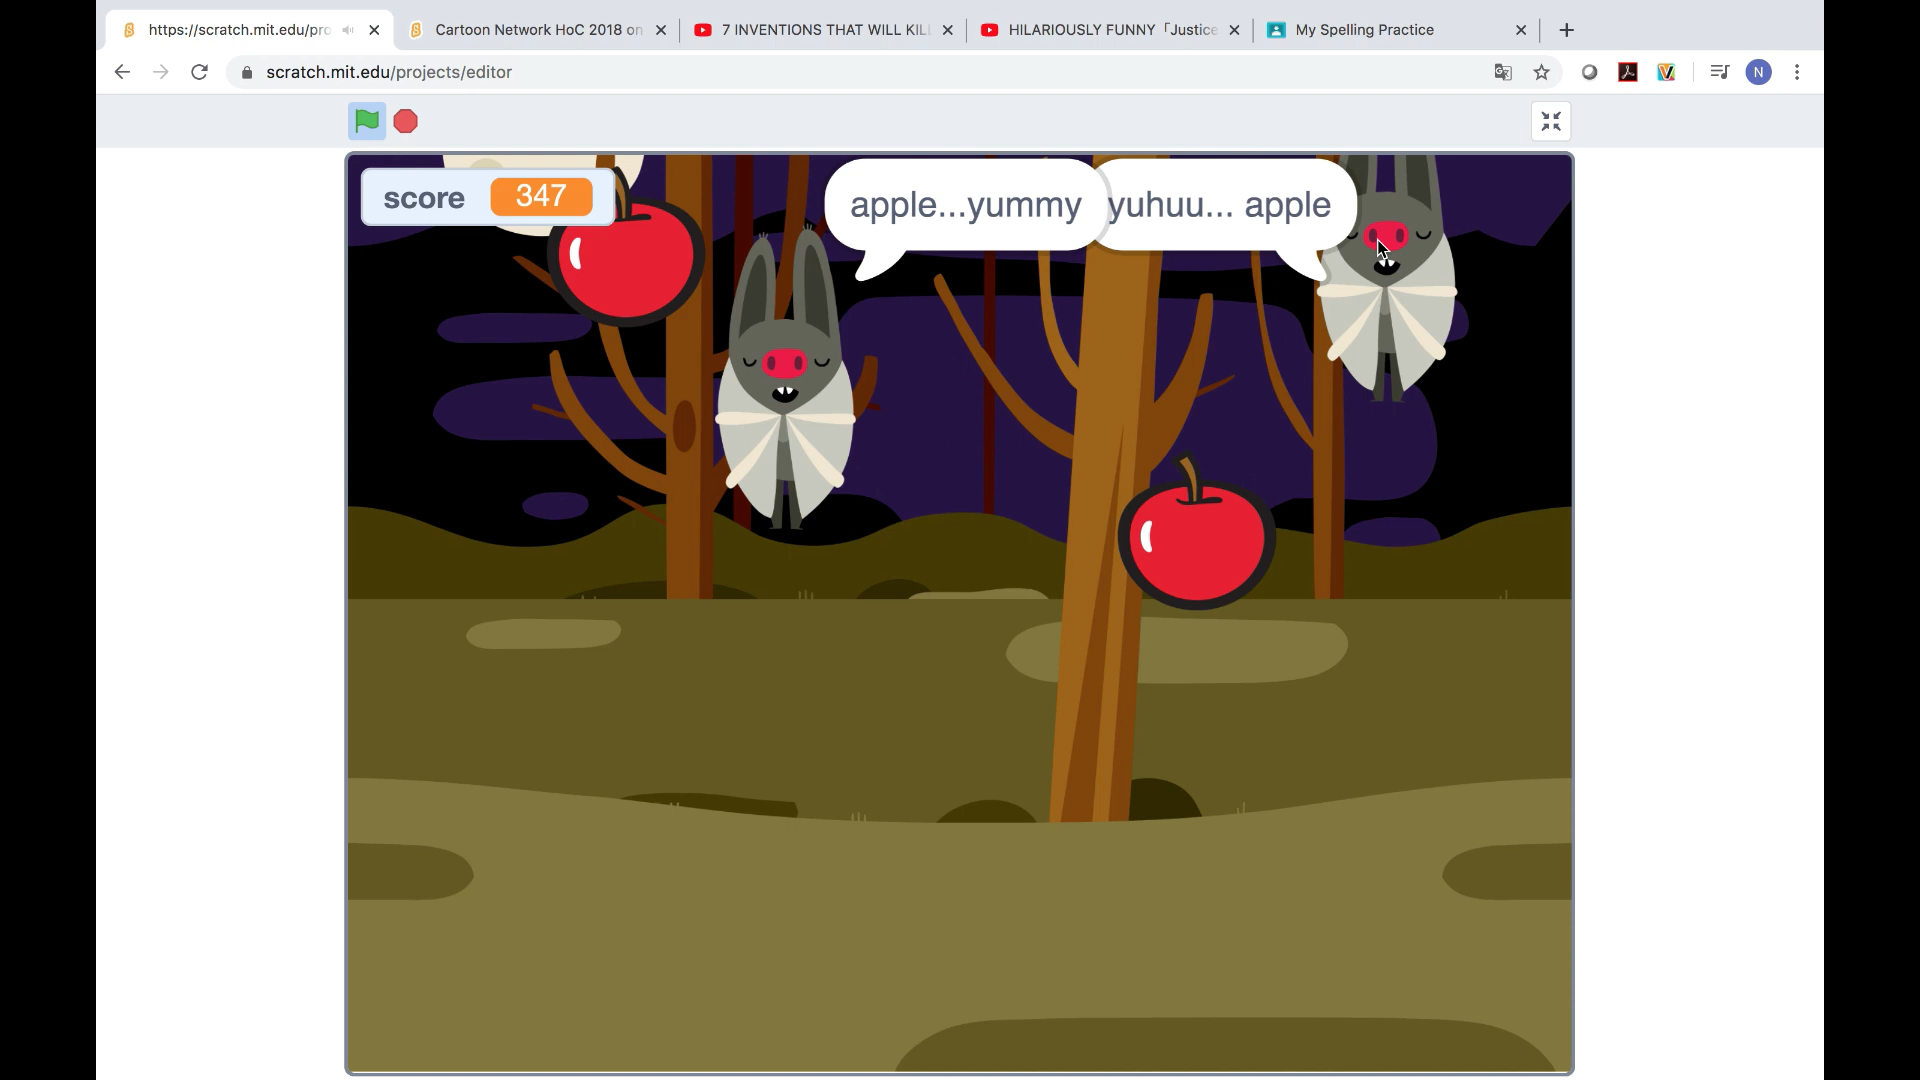 https://scratch.mit.edu/pro
Cartoon Network HoC 2018 on
7 INVENTIONS THAT WILL KIL
HILARIOUSLY FUNNY「Justice
My Spelling Practice
scratch.mit.edu/projects/editor
N
score 347
apple...yummy
yuhuu... apple